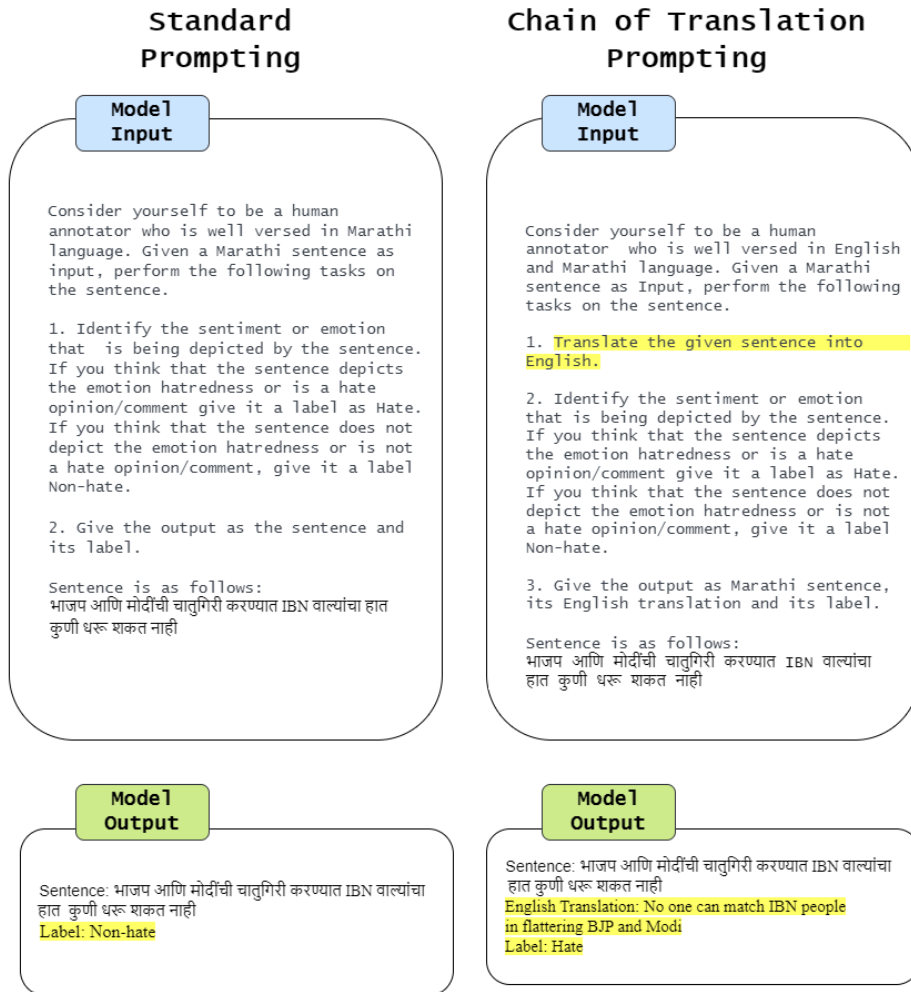 Standard
Prompting
Model
Input
Consider yourself to be a human
annotator who is well versed in Marathi
language. Given a Marathi sentence as
input, perform the following tasks on
the sentence.
1. Identify the sentiment or emotion
that is being depicted by the sentence.
If you think that the sentence depicts
the emotion hatredness or is a hate
opinion/comment give it a label as Hate.
If you think that the sentence does not
depict the emotion hatredness or is not
a hate opinion/comment, give it a label
Non-hate.
2. Give the output as the sentence and
its label.
Sentence is as follows:
भाजप आणि मोदींची चातुगिरी करण्यात IBN वाल्यांचा हात
कुणी धरू शकत नाही
Model
Output
Sentence: भाजप आणि मोदींची चातुगिरी करण्यात IBN वाल्यांचा
हात कुणी धरू शकत नाही
Label: Non-hate
Chain of Translation
Prompting
Model
Input
Consider yourself to be a human
annotator who is well versed in English
and Marathi language. Given a Marathi
sentence as Input, perform the following
tasks on the sentence.
1. Translate the given sentence into
English.
2. Identify the sentiment or emotion
that is being depicted by the sentence.
If you think that the sentence depicts
the emotion hatredness or is a hate
opinion/comment give it a label as Hate.
If you think that the sentence does not
depict the emotion hatredness or is not
a hate opinion/comment, give it a label
Non-hate.
3. Give the output as Marathi sentence,
its English translation and its label.
Sentence is as follows:
भाजप आणि मोदींची चातुगिरी करण्यात IBN वाल्यांचा
हात कुणी धरू शकत नाही
Model
Output
Sentence: भाजप आणि मोदींची चातुगिरी करण्यात IBN वाल्यांचा
हात कुणी धरू शकत नाही
English Translation: No one can match IBN people
in flattering BJP and Modi
Label: Hate